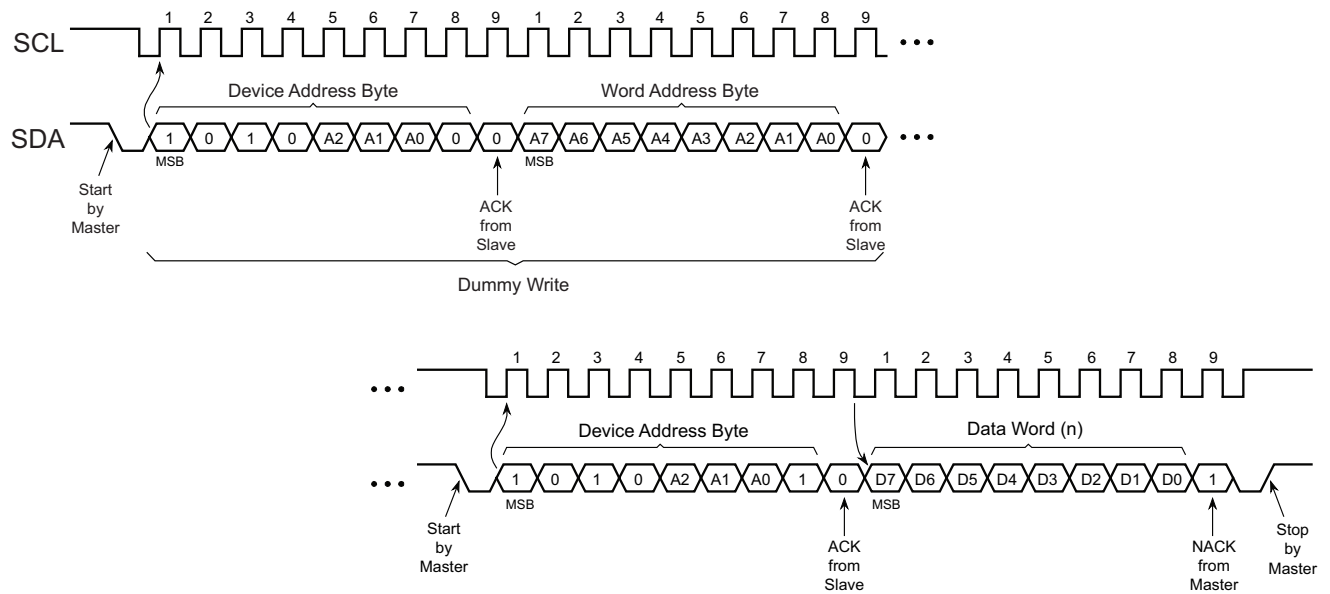 1 2 3 4 5 6 7 8 9 1 2 3 4 5 6 7 8 9
SCL
Device Address Byte Word Address Byte
SDA 1 0 1 0 A2 A1 A0 0 0 A7 A6 A5 A4 A3 A2 A1 A0 0
MSB MSB
Start
by
Master
ACK
from
Slave
ACK
from
Slave
Dummy Write
1 2 3 4 5 6 7 8 9 1 2 3 4 5 6 7 8 9
Device Address Byte Data Word (n)
1 0 1 0 A2 A1 A0 1 0 D7 D6 D5 D4 D3 D2 D1 D0 1
MSB MSB
Start
by
Master
ACK
from
Slave
NACK
from
Master
Stop
by
Master